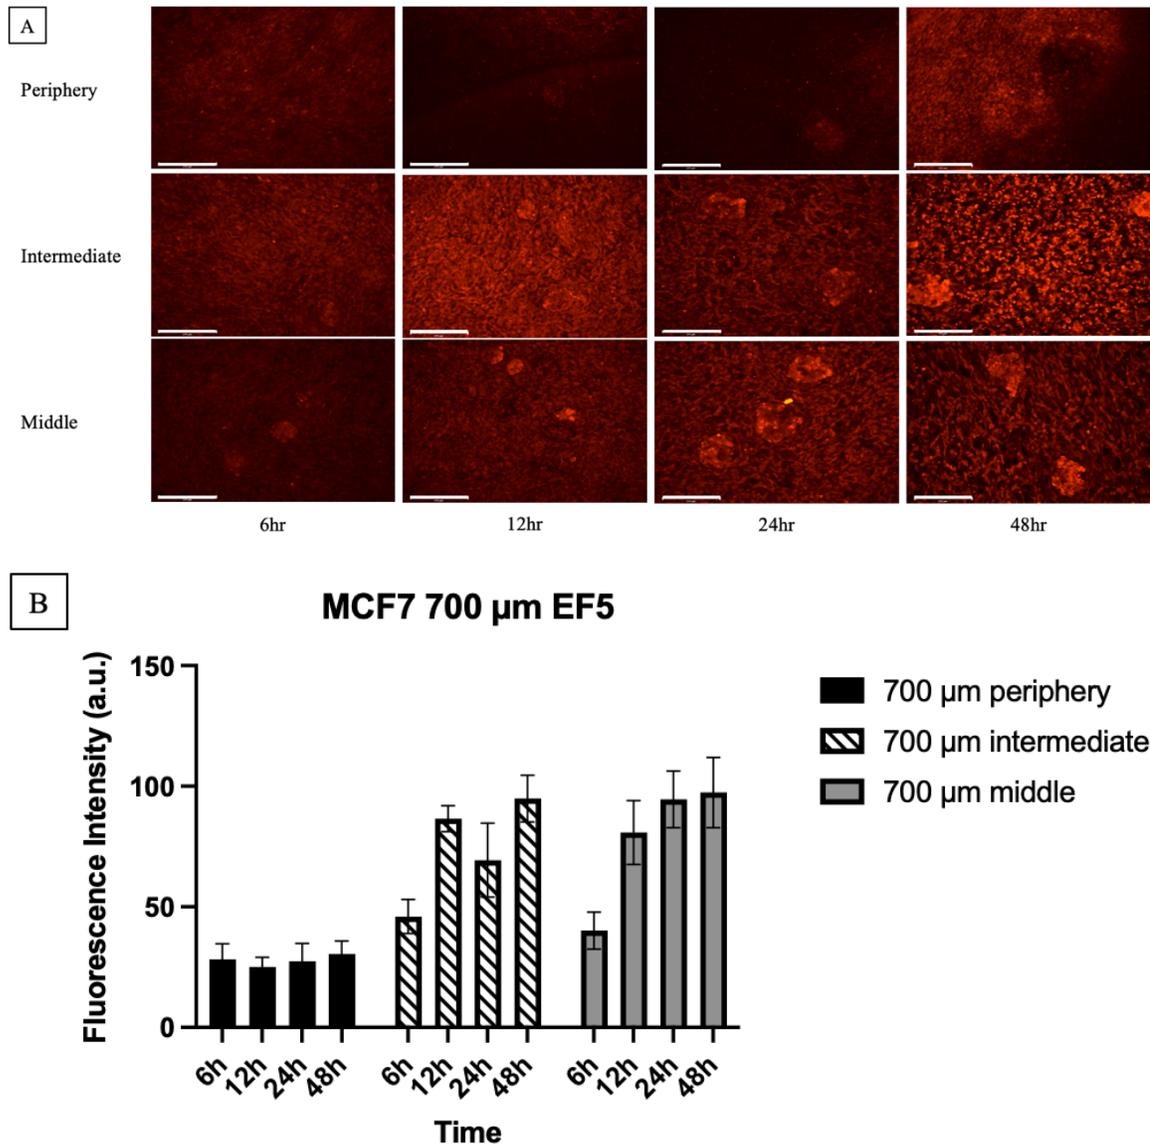 A
Periphery
Intermediate
Middle
6hr 12hr 24hr 48hr
B
MCF7 700 µm EF5
Fluorescence Intensity (a.u.)
150
100
50
0
6h 12h 24h 48h 6h 12h 24h 48h 6h 12h 24h 48h
Time
700 µm periphery
700 µm intermediate
700 µm middle